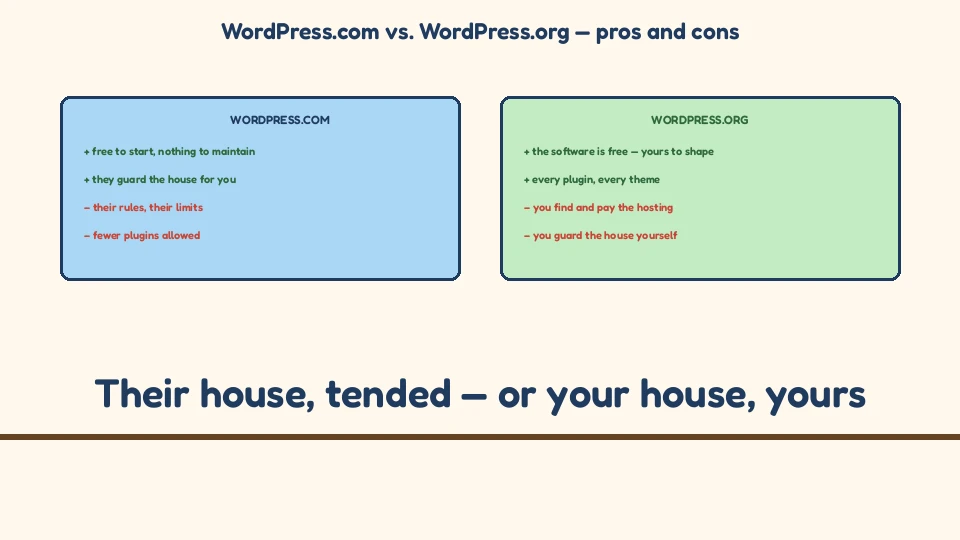 WordPress.com vs. WordPress.org — pros and cons
WORDPRESS.COM
+ free to start, nothing to maintain
+ they guard the house for you
– their rules, their limits
– fewer plugins allowed
WORDPRESS.ORG
+ the software is free — yours to shape
+ every plugin, every theme
– you find and pay the hosting
– you guard the house yourself
Their house, tended — or your house, yours